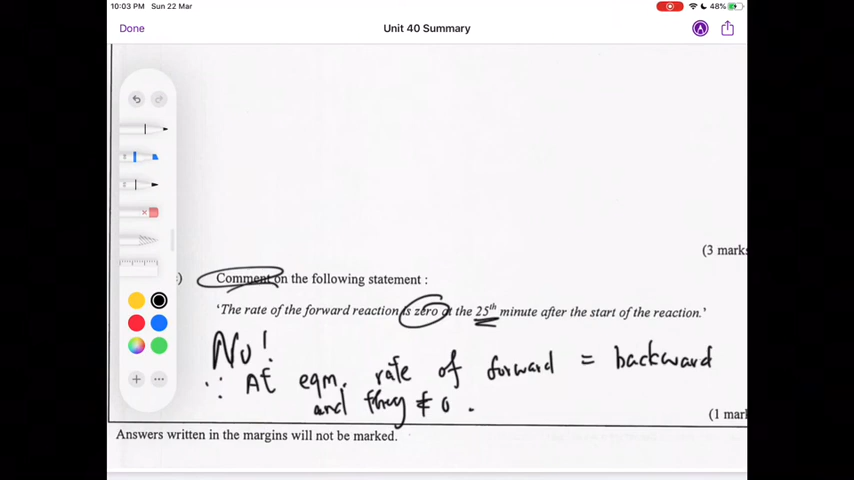 10:03 PM Sun 22 Mar 48%
Done Unit 40 Summary
(3 mark
) Comment on the following statement :
'The rate of the forward reaction is zero at the 25th minute after the start of the reaction.'
No!
∵ At eqm. rate of forward = backward
and they ≠ 0.
(1 mar
Answers written in the margins will not be marked.